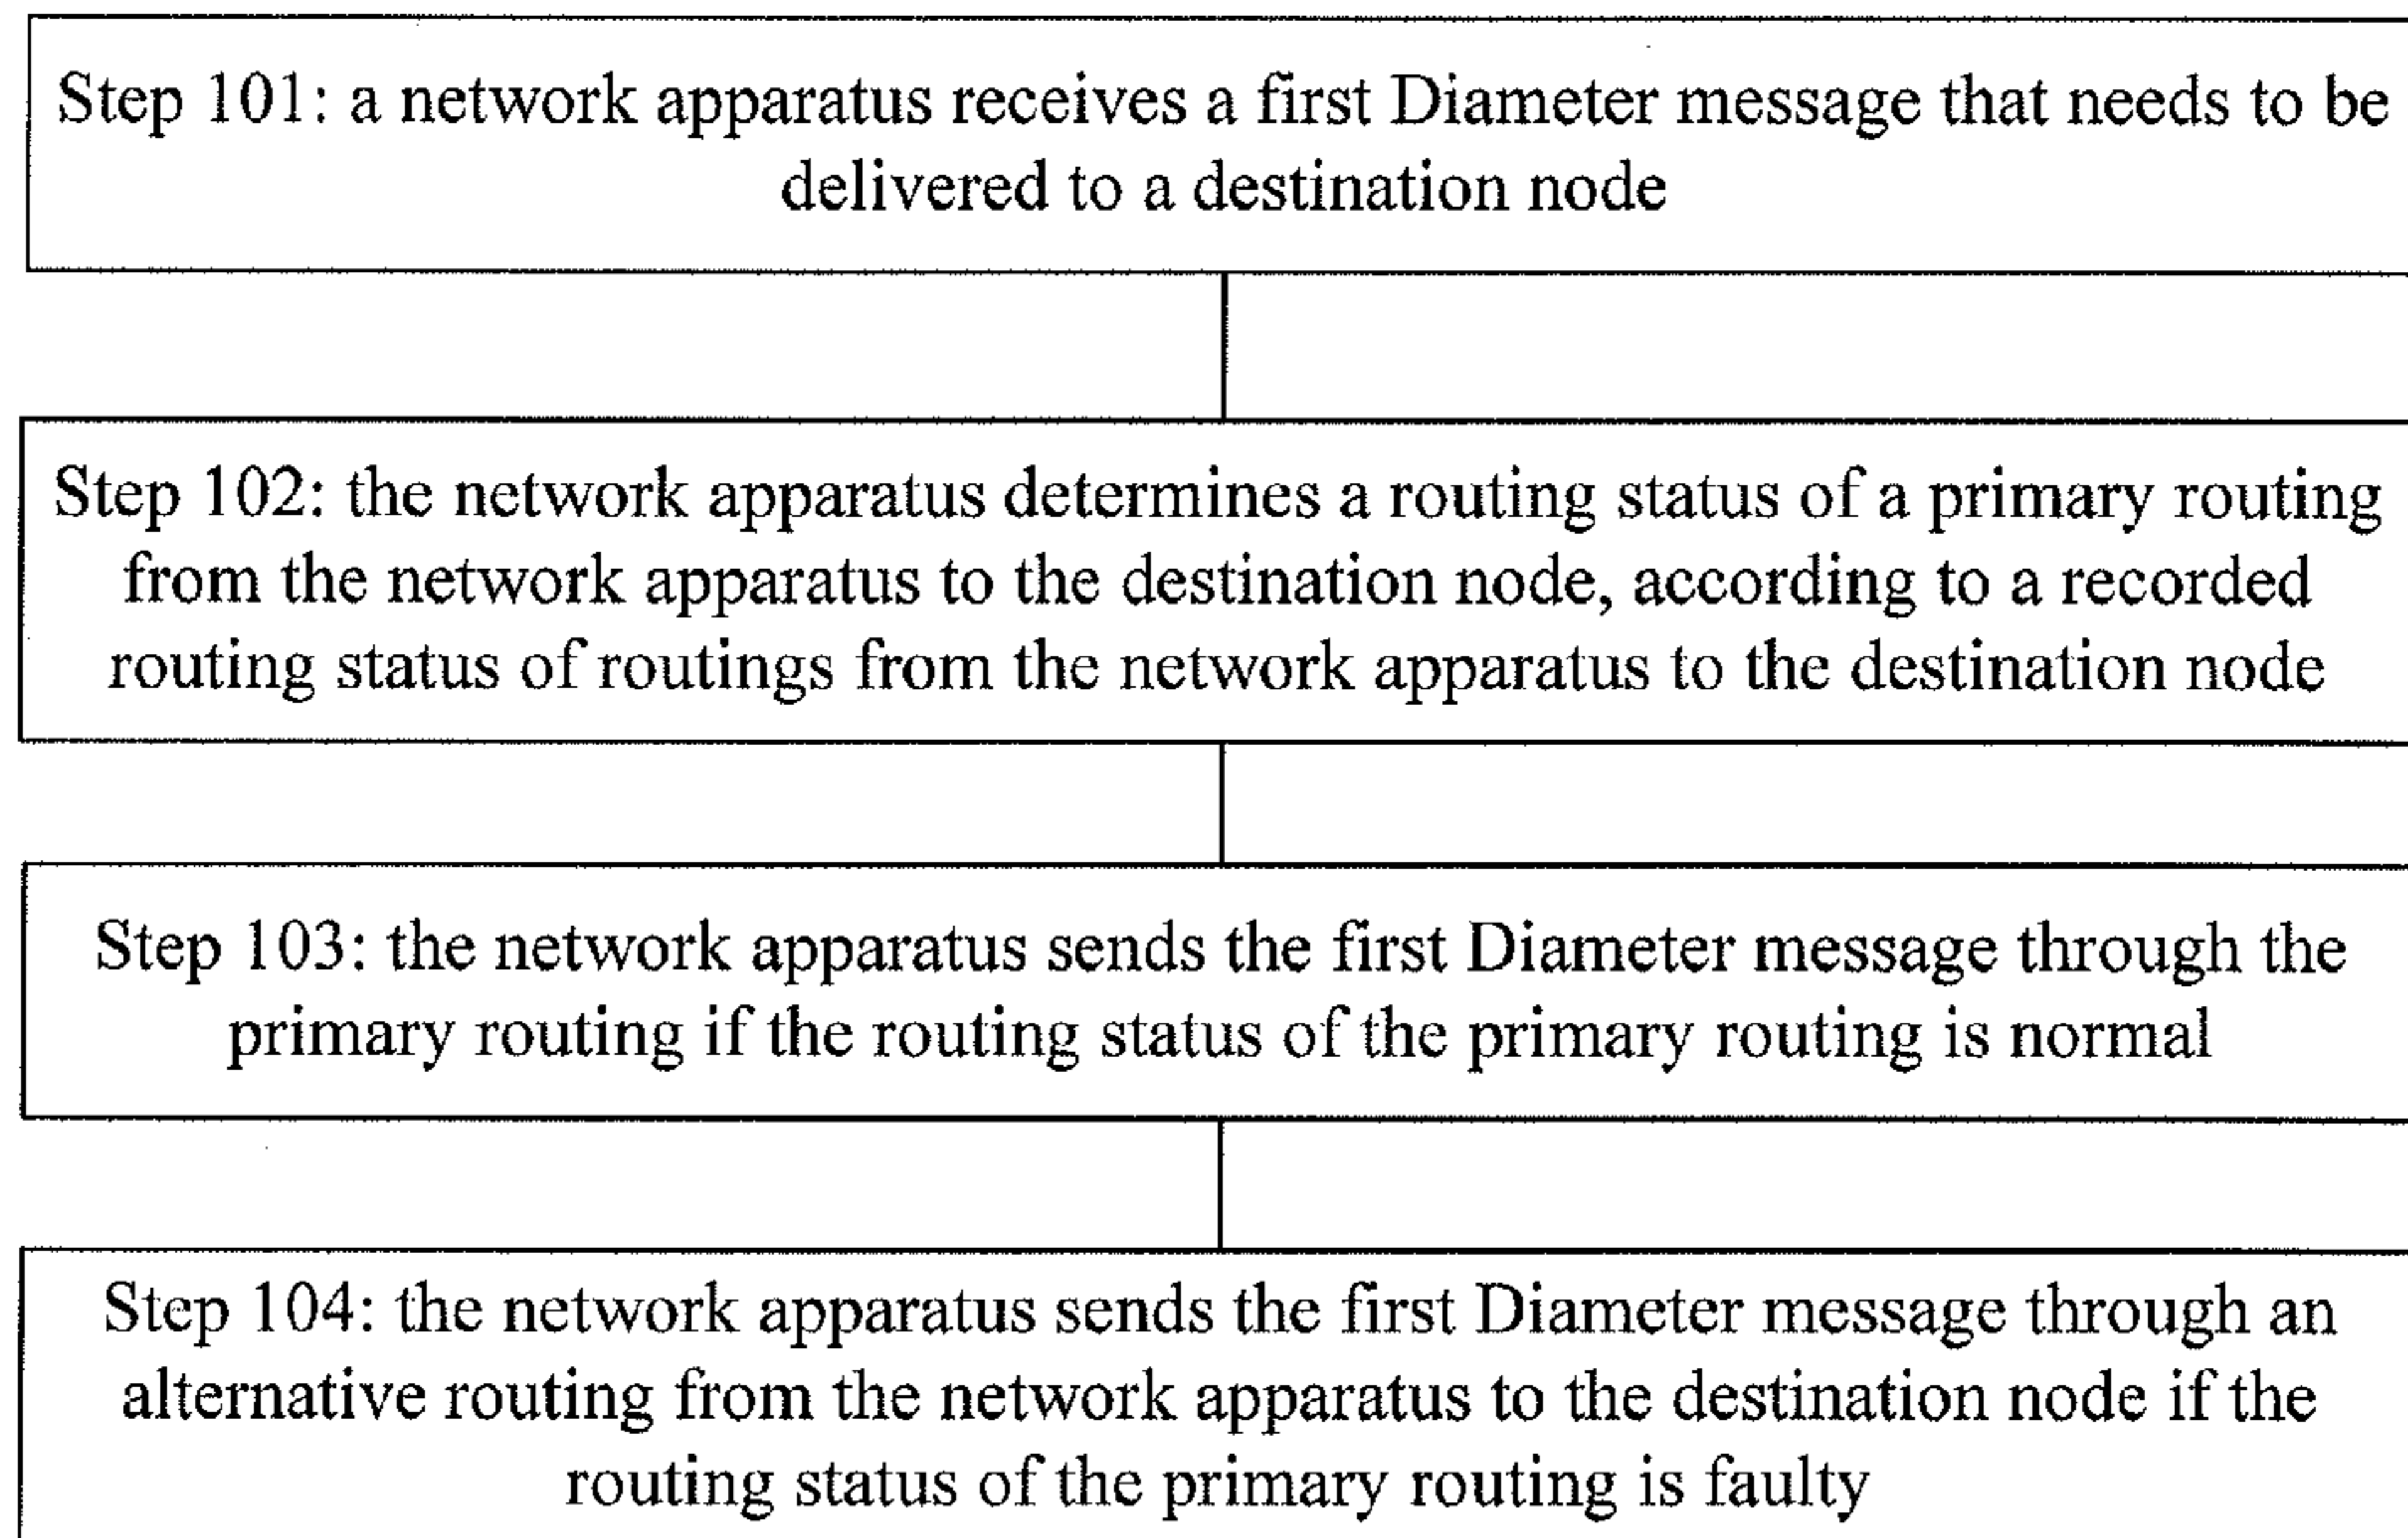 Step 101: a network apparatus receives a first Diameter message that needs to be
delivered to a destination node
Step 102: the network apparatus determines a routing status of a primary routing
from the network apparatus to the destination node, according to a recorded
routing status of routings from the network apparatus to the destination node
Step 103: the network apparatus sends the first Diameter message through the
primary routing if the routing status of the primary routing is normal
Step 104: the network apparatus sends the first Diameter message through an
alternative routing from the network apparatus to the destination node if the
routing status of the primary routing is faulty